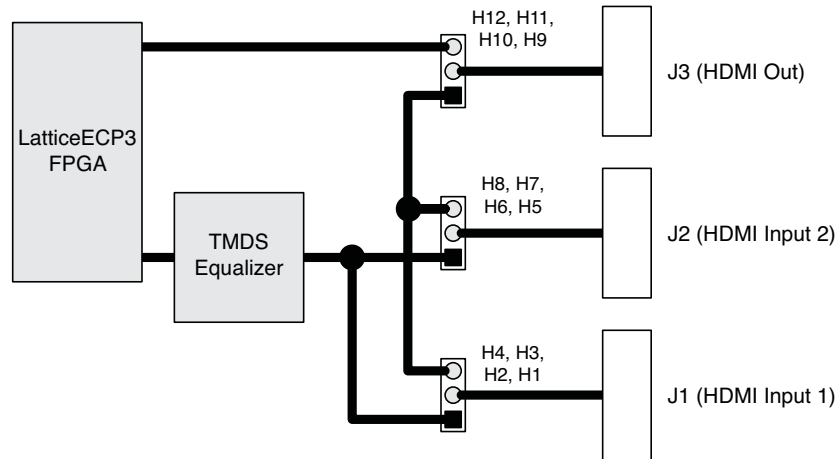 H12, H11,
H10, H9
J3 (HDMI Out)
LatticeECP3
FPGA
H8, H7,
H6, H5
TMDS
Equalizer
J2 (HDMI Input 2)
H4, H3,
H2, H1
J1 (HDMI Input 1)